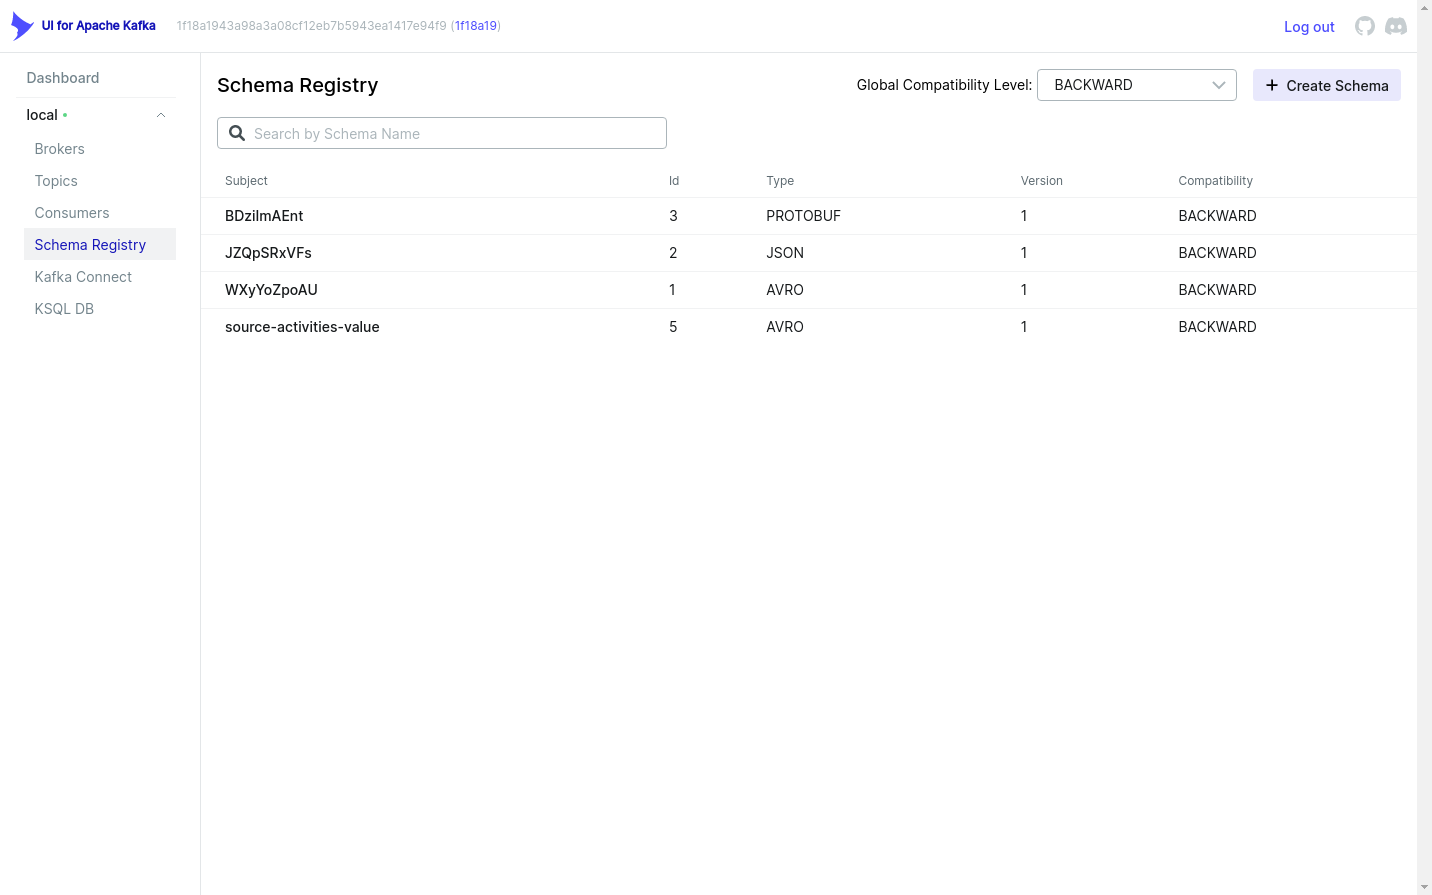 UI for Apache Kafka 1f18a1943a98a3a08cf12eb7b5943ea1417e94f9 (1f18a19) Log out
Dashboard
local
Brokers
Topics
Consumers
Schema Registry
Kafka Connect
KSQL DB
Schema Registry Global Compatibility Level: BACKWARD Create Schema
Search by Schema Name
Subject Id Type Version Compatibility
BDziImAEnt 3 PROTOBUF 1 BACKWARD
JZQpSRxVFs 2 JSON 1 BACKWARD
WXyYoZpoAU 1 AVRO 1 BACKWARD
source-activities-value 5 AVRO 1 BACKWARD